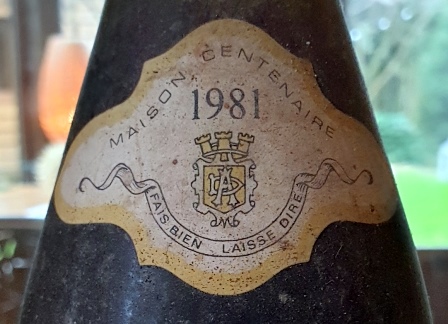 MAISON CENTENAIRE
1981
FAIS BIEN LAISSE DIRE